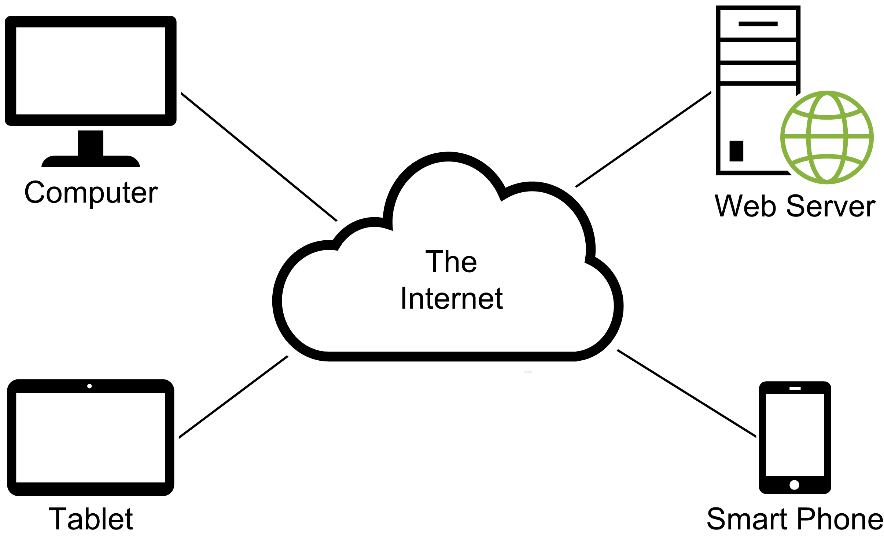 Computer
Web Server
The
Internet
Tablet
Smart Phone